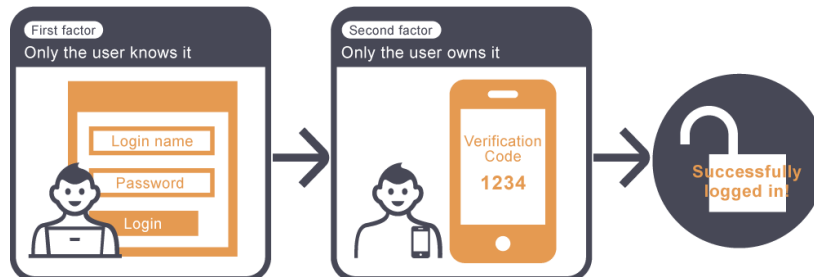 First factor
Only the user knows it
Login name
Password
Login
Second factor
Only the user owns it
Verification
Code
1234
Successfully
logged in!